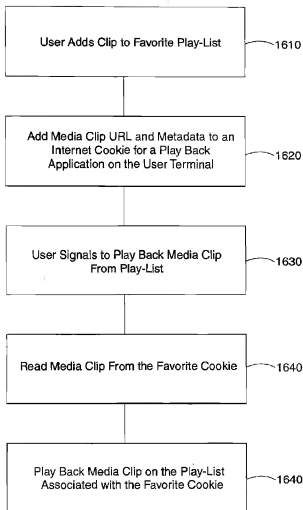 User Adds Clip to Favorite Play-List
1610
Add Media Clip URL and Metadata to an
Internet Cookie for a Play Back
Application on the User Terminal
1620
User Signals to Play Back Media Clip
From Play-List
1630
Read Media Clip From the Favorite Cookie
1640
Play Back Media Clip on the Play-List
Associated with the Favorite Cookie
1640